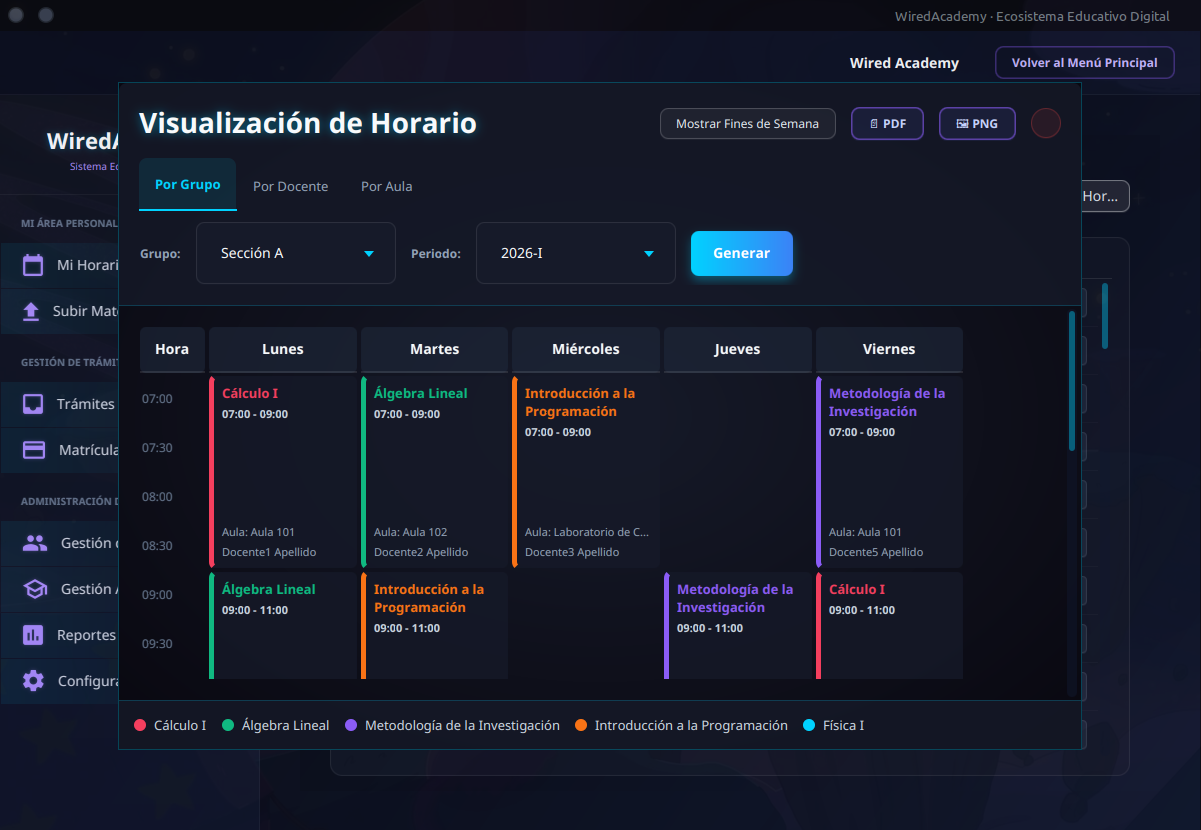 WiredAcademy · Ecosistema Educativo Digital
Wired Academy
Volver al Menú Principal
WiredA
Sistema Ec
MI ÁREA PERSONAL
Mi Horari
Subir Mat
GESTIÓN DE TRÁMI
Trámites
Matrícula
ADMINISTRACIÓN D
Gestión
Gestión A
Reportes
Configura
Hor...
Visualización de Horario
Mostrar Fines de Semana
PDF
PNG
Por Grupo
Por Docente
Por Aula
Grupo:
Sección A
Periodo:
2026-I
Generar
Hora
Lunes
Martes
Miércoles
Jueves
Viernes
07:00
07:30
08:00
08:30
09:00
09:30
Cálculo I
07:00 - 09:00
Aula: Aula 101
Docente1 Apellido
Álgebra Lineal
09:00 - 11:00
Álgebra Lineal
07:00 - 09:00
Aula: Aula 102
Docente2 Apellido
Introducción a la
Programación
09:00 - 11:00
Introducción a la
Programación
07:00 - 09:00
Aula: Laboratorio de C...
Docente3 Apellido
Metodología de la
Investigación
09:00 - 11:00
Metodología de la
Investigación
07:00 - 09:00
Aula: Aula 101
Docente5 Apellido
Cálculo I
09:00 - 11:00
Cálculo I
Álgebra Lineal
Metodología de la Investigación
Introducción a la Programación
Física I